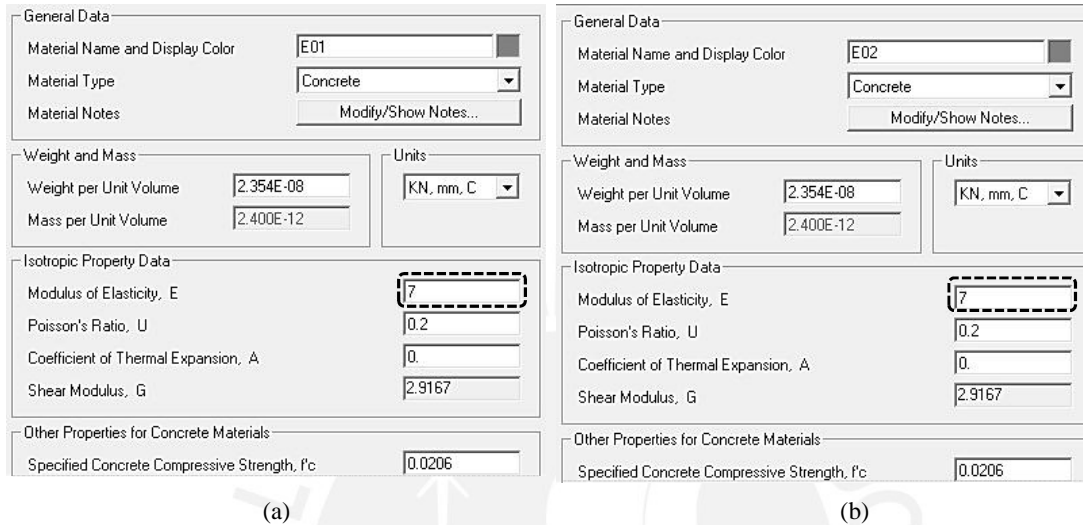 General Data
Material Name and Display Color E01
Material Type Concrete
Material Notes Modify/Show Notes...
Weight and Mass Units
Weight per Unit Volume 2.354E-08 KN, mm, C
Mass per Unit Volume 2.400E-12
Isotropic Property Data
Modulus of Elasticity, E 7
Poisson's Ratio, U 0.2
Coefficient of Thermal Expansion, A 0.
Shear Modulus, G 2.9167
Other Properties for Concrete Materials
Specified Concrete Compressive Strength, f'c 0.0206
(a)
General Data
Material Name and Display Color E02
Material Type Concrete
Material Notes Modify/Show Notes...
Weight and Mass Units
Weight per Unit Volume 2.354E-08 KN, mm, C
Mass per Unit Volume 2.400E-12
Isotropic Property Data
Modulus of Elasticity, E 7
Poisson's Ratio, U 0.2
Coefficient of Thermal Expansion, A 0.
Shear Modulus, G 2.9167
Other Properties for Concrete Materials
Specified Concrete Compressive Strength, f'c 0.0206
(b)